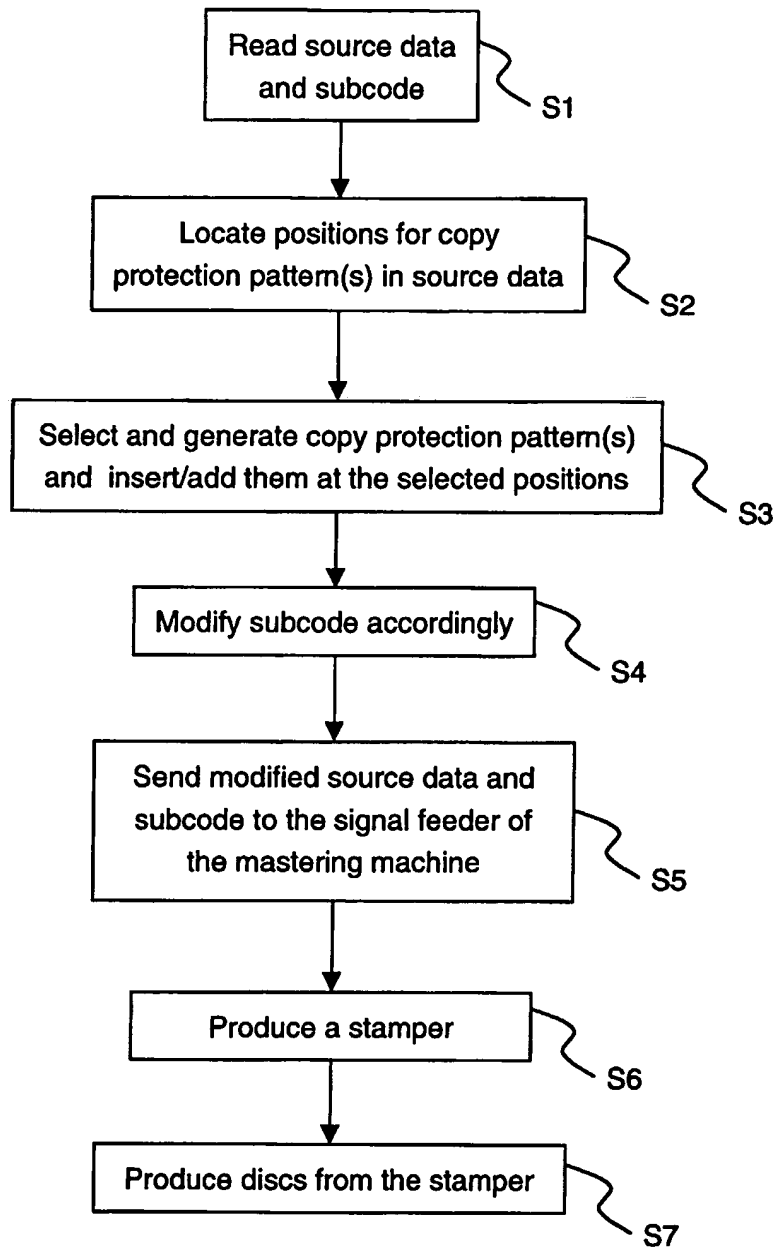 Read source data
and subcode
S1
Locate positions for copy
protection pattern(s) in source data
S2
Select and generate copy protection pattern(s)
and insert/add them at the selected positions
S3
Modify subcode accordingly
S4
Send modified source data and
subcode to the signal feeder of
the mastering machine
S5
Produce a stamper
S6
Produce discs from the stamper
S7